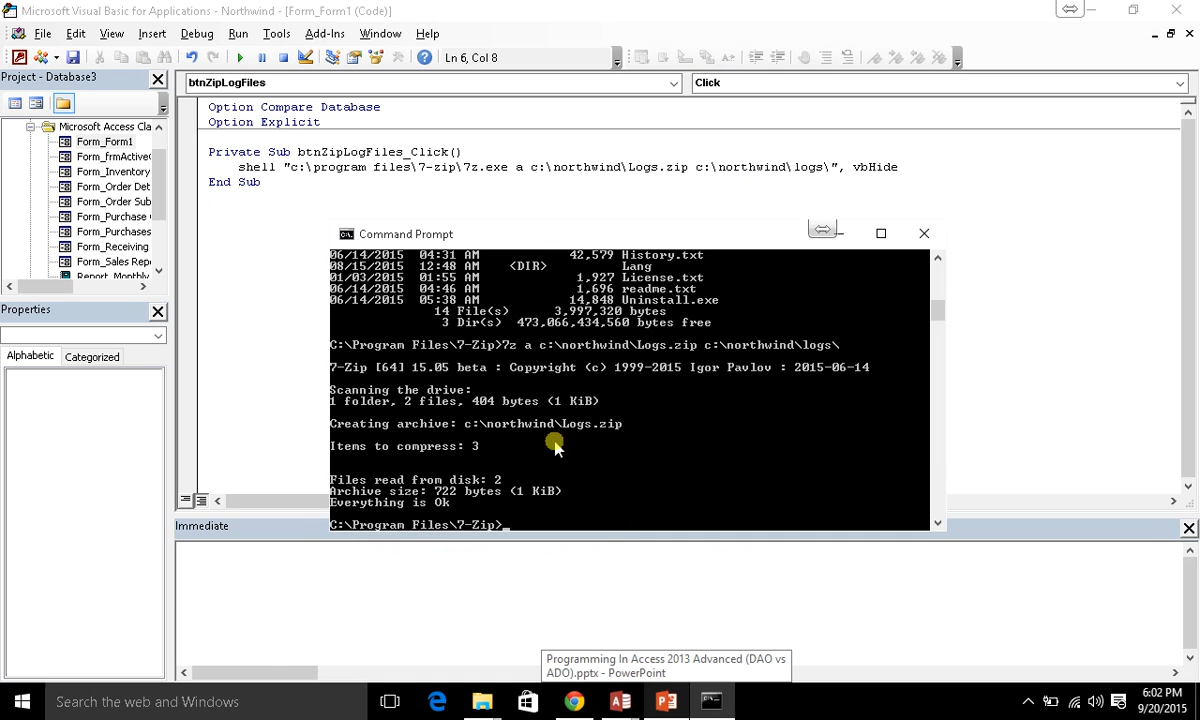 Microsoft Visual Basic for Applications - Northwind - [Form_Form1 (Code)]
File Edit View Insert Format Debug Run Tools Add-Ins Window Help
Ln 6, Col 8
Project - Database3
btnZipLogFiles
Click
Microsoft Access Cla
Form_Form1
Form_frmActive
Form_Inventory
Form_Order Det
Form_Order Sub
Form_Purchase
Form_Purchases
Form_Receiving
Form_Sales Repo
Report_Monthly
Option Compare Database
Option Explicit
Private Sub btnZipLogFiles_Click()
shell "c:\program files\7-zip\7z.exe a c:\northwind\Logs.zip c:\northwind\logs\", vbHide
End Sub
Properties
Alphabetic Categorized
Command Prompt
06/14/2015 04:31 AM 42,579 History.txt
08/15/2015 12:48 AM <DIR> Lang
01/03/2015 01:55 AM 1,927 License.txt
06/14/2015 04:46 AM 1,696 readme.txt
06/14/2015 05:38 AM 14,848 Uninstall.exe
14 File(s) 3,997,320 bytes
3 Dir(s) 473,066,434,560 bytes free
C:\Program Files\7-Zip>7z a c:\northwind\Logs.zip c:\northwind\logs\
7-Zip [64] 15.05 beta : Copyright (c) 1999-2015 Igor Pavlov : 2015-06-14
Scanning the drive:
1 folder, 2 files, 404 bytes (1 KiB)
Creating archive: c:\northwind\Logs.zip
Items to compress: 3
Files read from disk: 2
Archive size: 722 bytes (1 KiB)
Everything is Ok
C:\Program Files\7-Zip>_
Immediate
Programming In Access 2013 Advanced (DAO vs
ADO).pptx - PowerPoint
Search the web and Windows
6:02 PM
9/20/2015